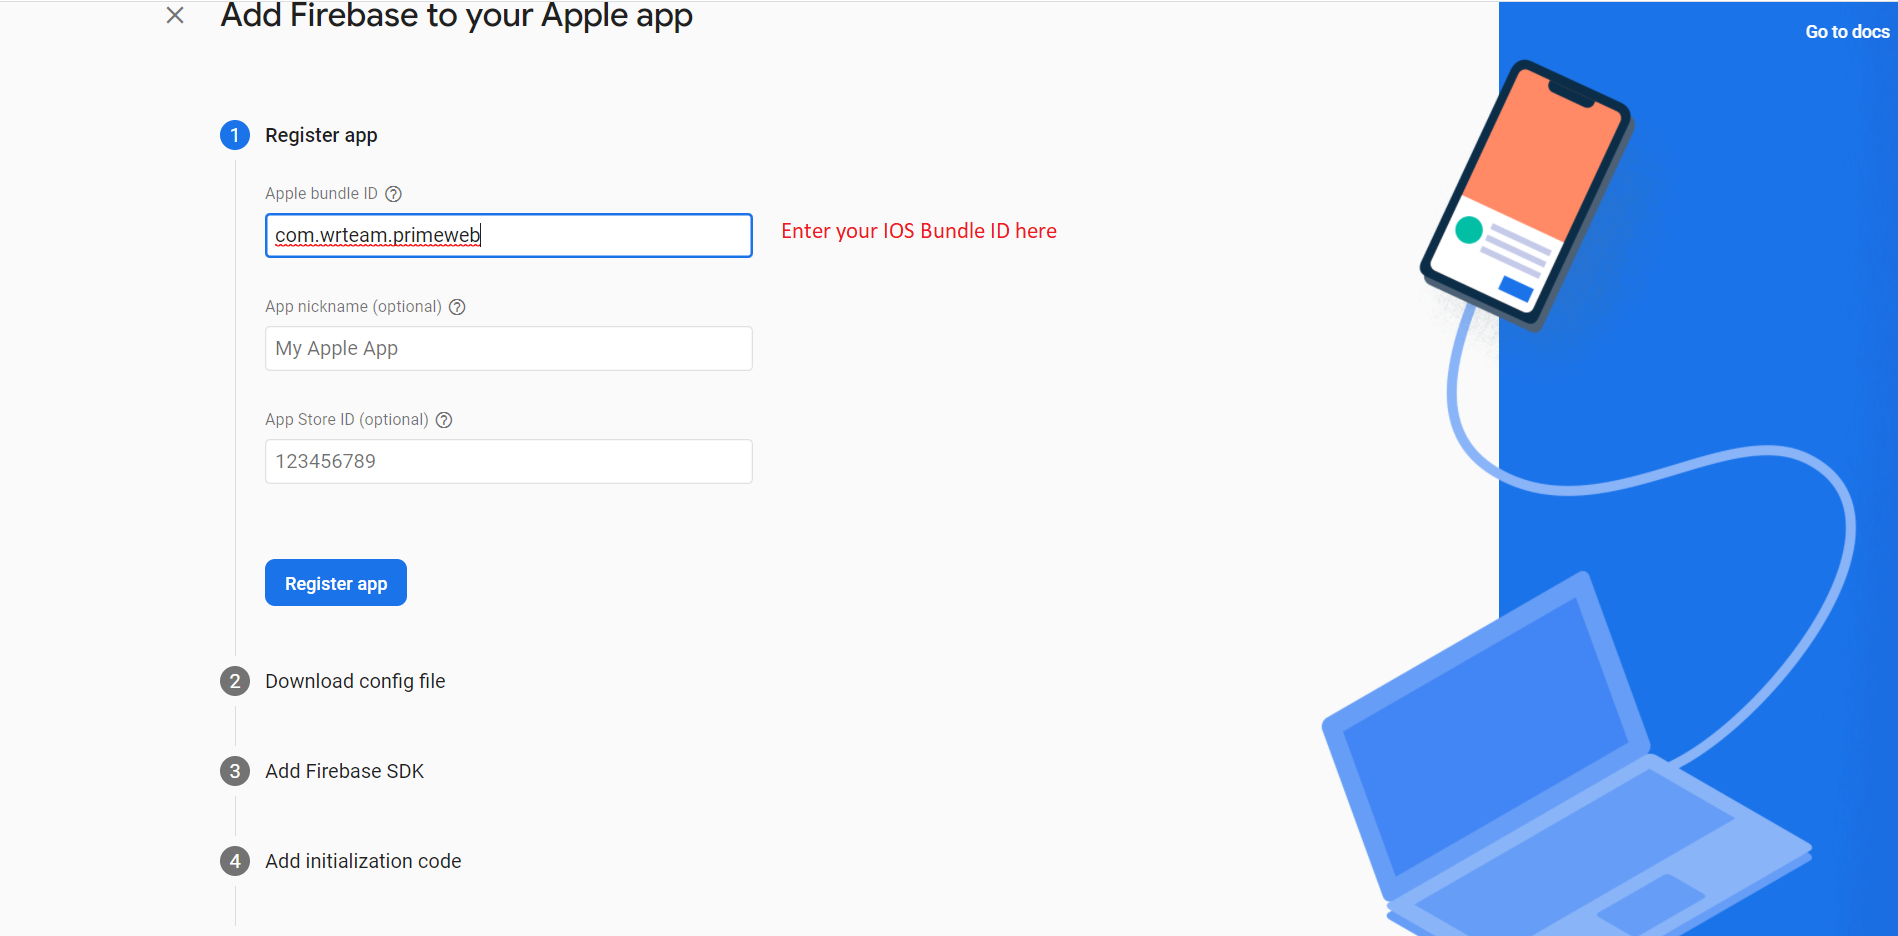 Add Firebase to your Apple app
Go to docs
1 Register app
Apple bundle ID ?
com.wrteam.primeweb
Enter your IOS Bundle ID here
App nickname (optional) ?
My Apple App
App Store ID (optional) ?
123456789
Register app
2 Download config file
3 Add Firebase SDK
4 Add initialization code